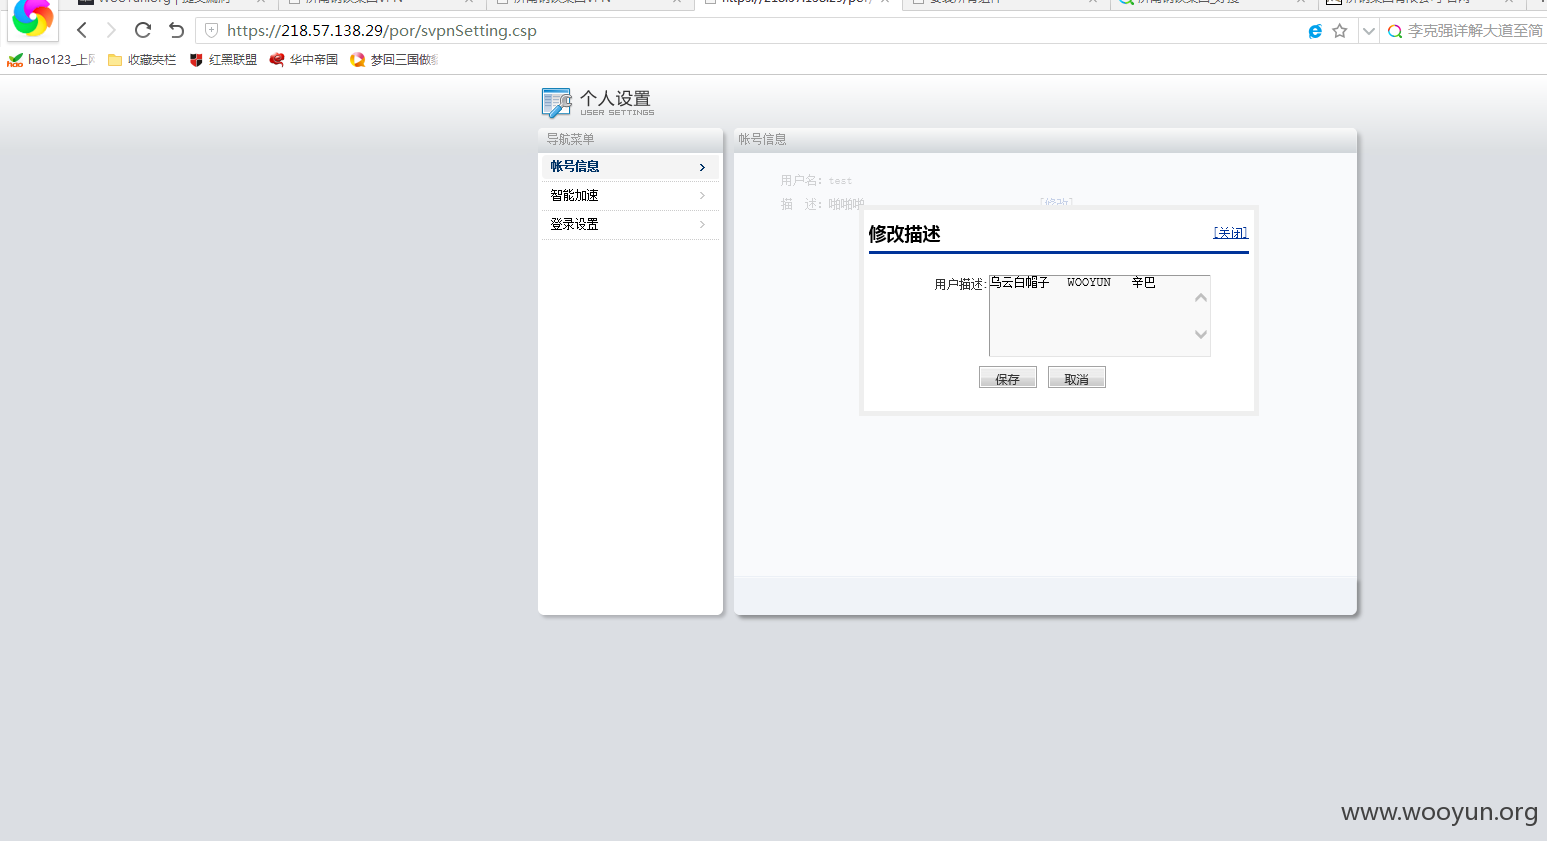 https://218.57.138.29/por/svpnSetting.csp
李克强详解大道至简
hao123_上网
收藏夹栏
红黑联盟
华中帝国
梦回三国做
个人设置
USER SETTINGS
导航菜单
帐号信息
智能加速
登录设置
帐号信息
用户名: test
描 述: 啪啪啪
[修改]
修改描述
[关闭]
用户描述:
乌云白帽子 WOOYUN 辛巴
保存
取消
www.wooyun.org